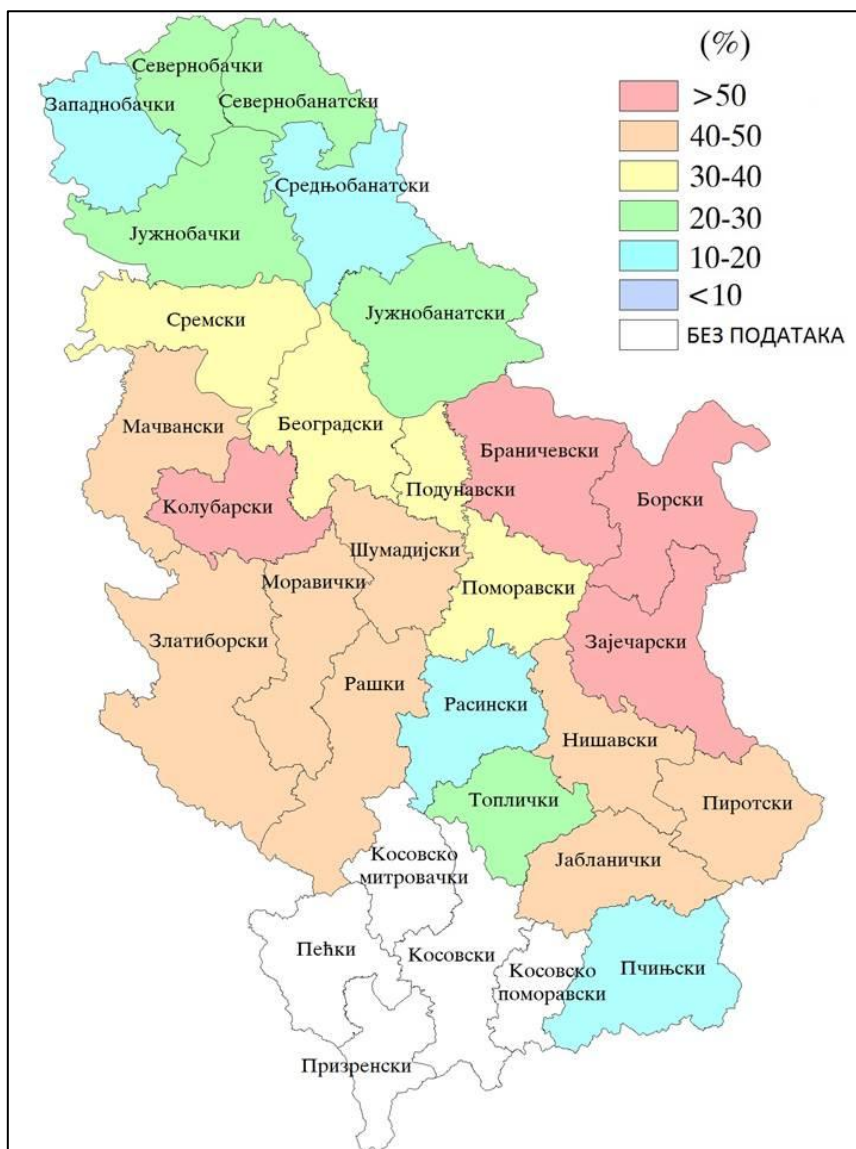 (%)
>50
40-50
30-40
20-30
10-20
<10
БЕЗ ПОДАТАКА
Севернобачки
Западнобачки
Севернобанатски
Средњобанатски
Јужнобачки
Јужнобанатски
Сремски
Београдски
Мачвански
Браничевски
Подунавски
Борски
Колубарски
Шумадијски
Моравички
Поморавски
Златиборски
Зајечарски
Рашки
Расински
Нишавски
Топлички
Пиротски
Јабланички
Косовско
митровачки
Пећки
Косовски
Косовско
поморавски
Пчињски
Призренски